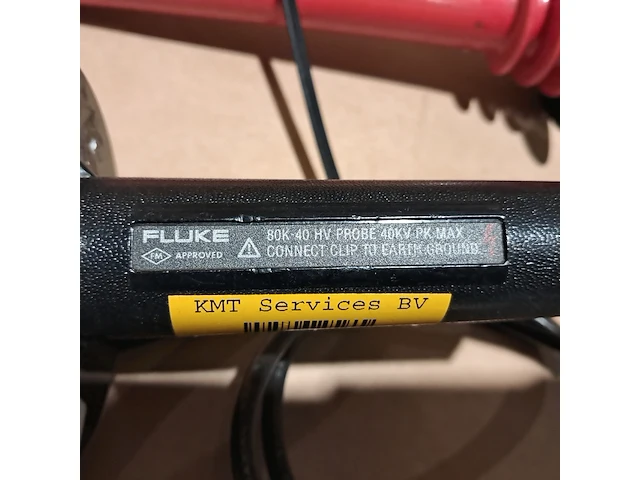 FLUKE
FM APPROVED
80K-40 HV PROBE 40KV PK MAX
CONNECT CLIP TO EARTH GROUND
KMT Services BV